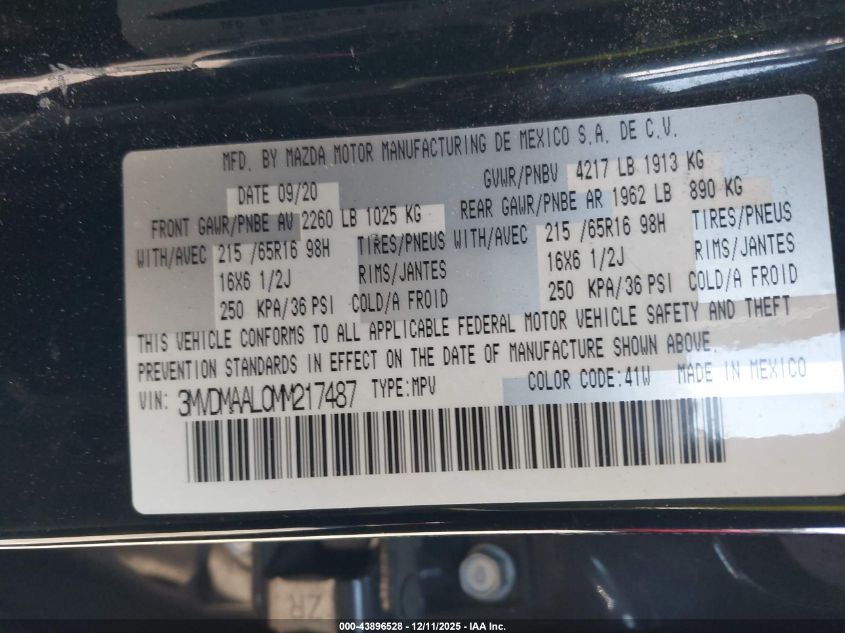 MFD. BY MAZDA MOTOR MANUFACTURING DE MEXICO S.A. DE C.V.
DATE 09/20 GVWR/PNBV 4217 LB 1913 KG
FRONT GAWR/PNBE AV 2260 LB 1025 KG REAR GAWR/PNBE AR 1962 LB 890 KG
WITH/AVEC 215 /65R16 98H TIRES/PNEUS WITH/AVEC 215 /65R16 98H TIRES/PNEUS
16X6 1/2J RIMS/JANTES 16X6 1/2J RIMS/JANTES
250 KPA/36 PSI COLD/A FROID 250 KPA/36 PSI COLD/A FROID
THIS VEHICLE CONFORMS TO ALL APPLICABLE FEDERAL MOTOR VEHICLE SAFETY AND THEFT
PREVENTION STANDARDS IN EFFECT ON THE DATE OF MANUFACTURE SHOWN ABOVE.
VIN: 3MVDMAAL0MM217487 TYPE:MPV COLOR CODE:41W MADE IN MEXICO
ZR
000-43896528 - 12/11/2025 - IAA Inc.